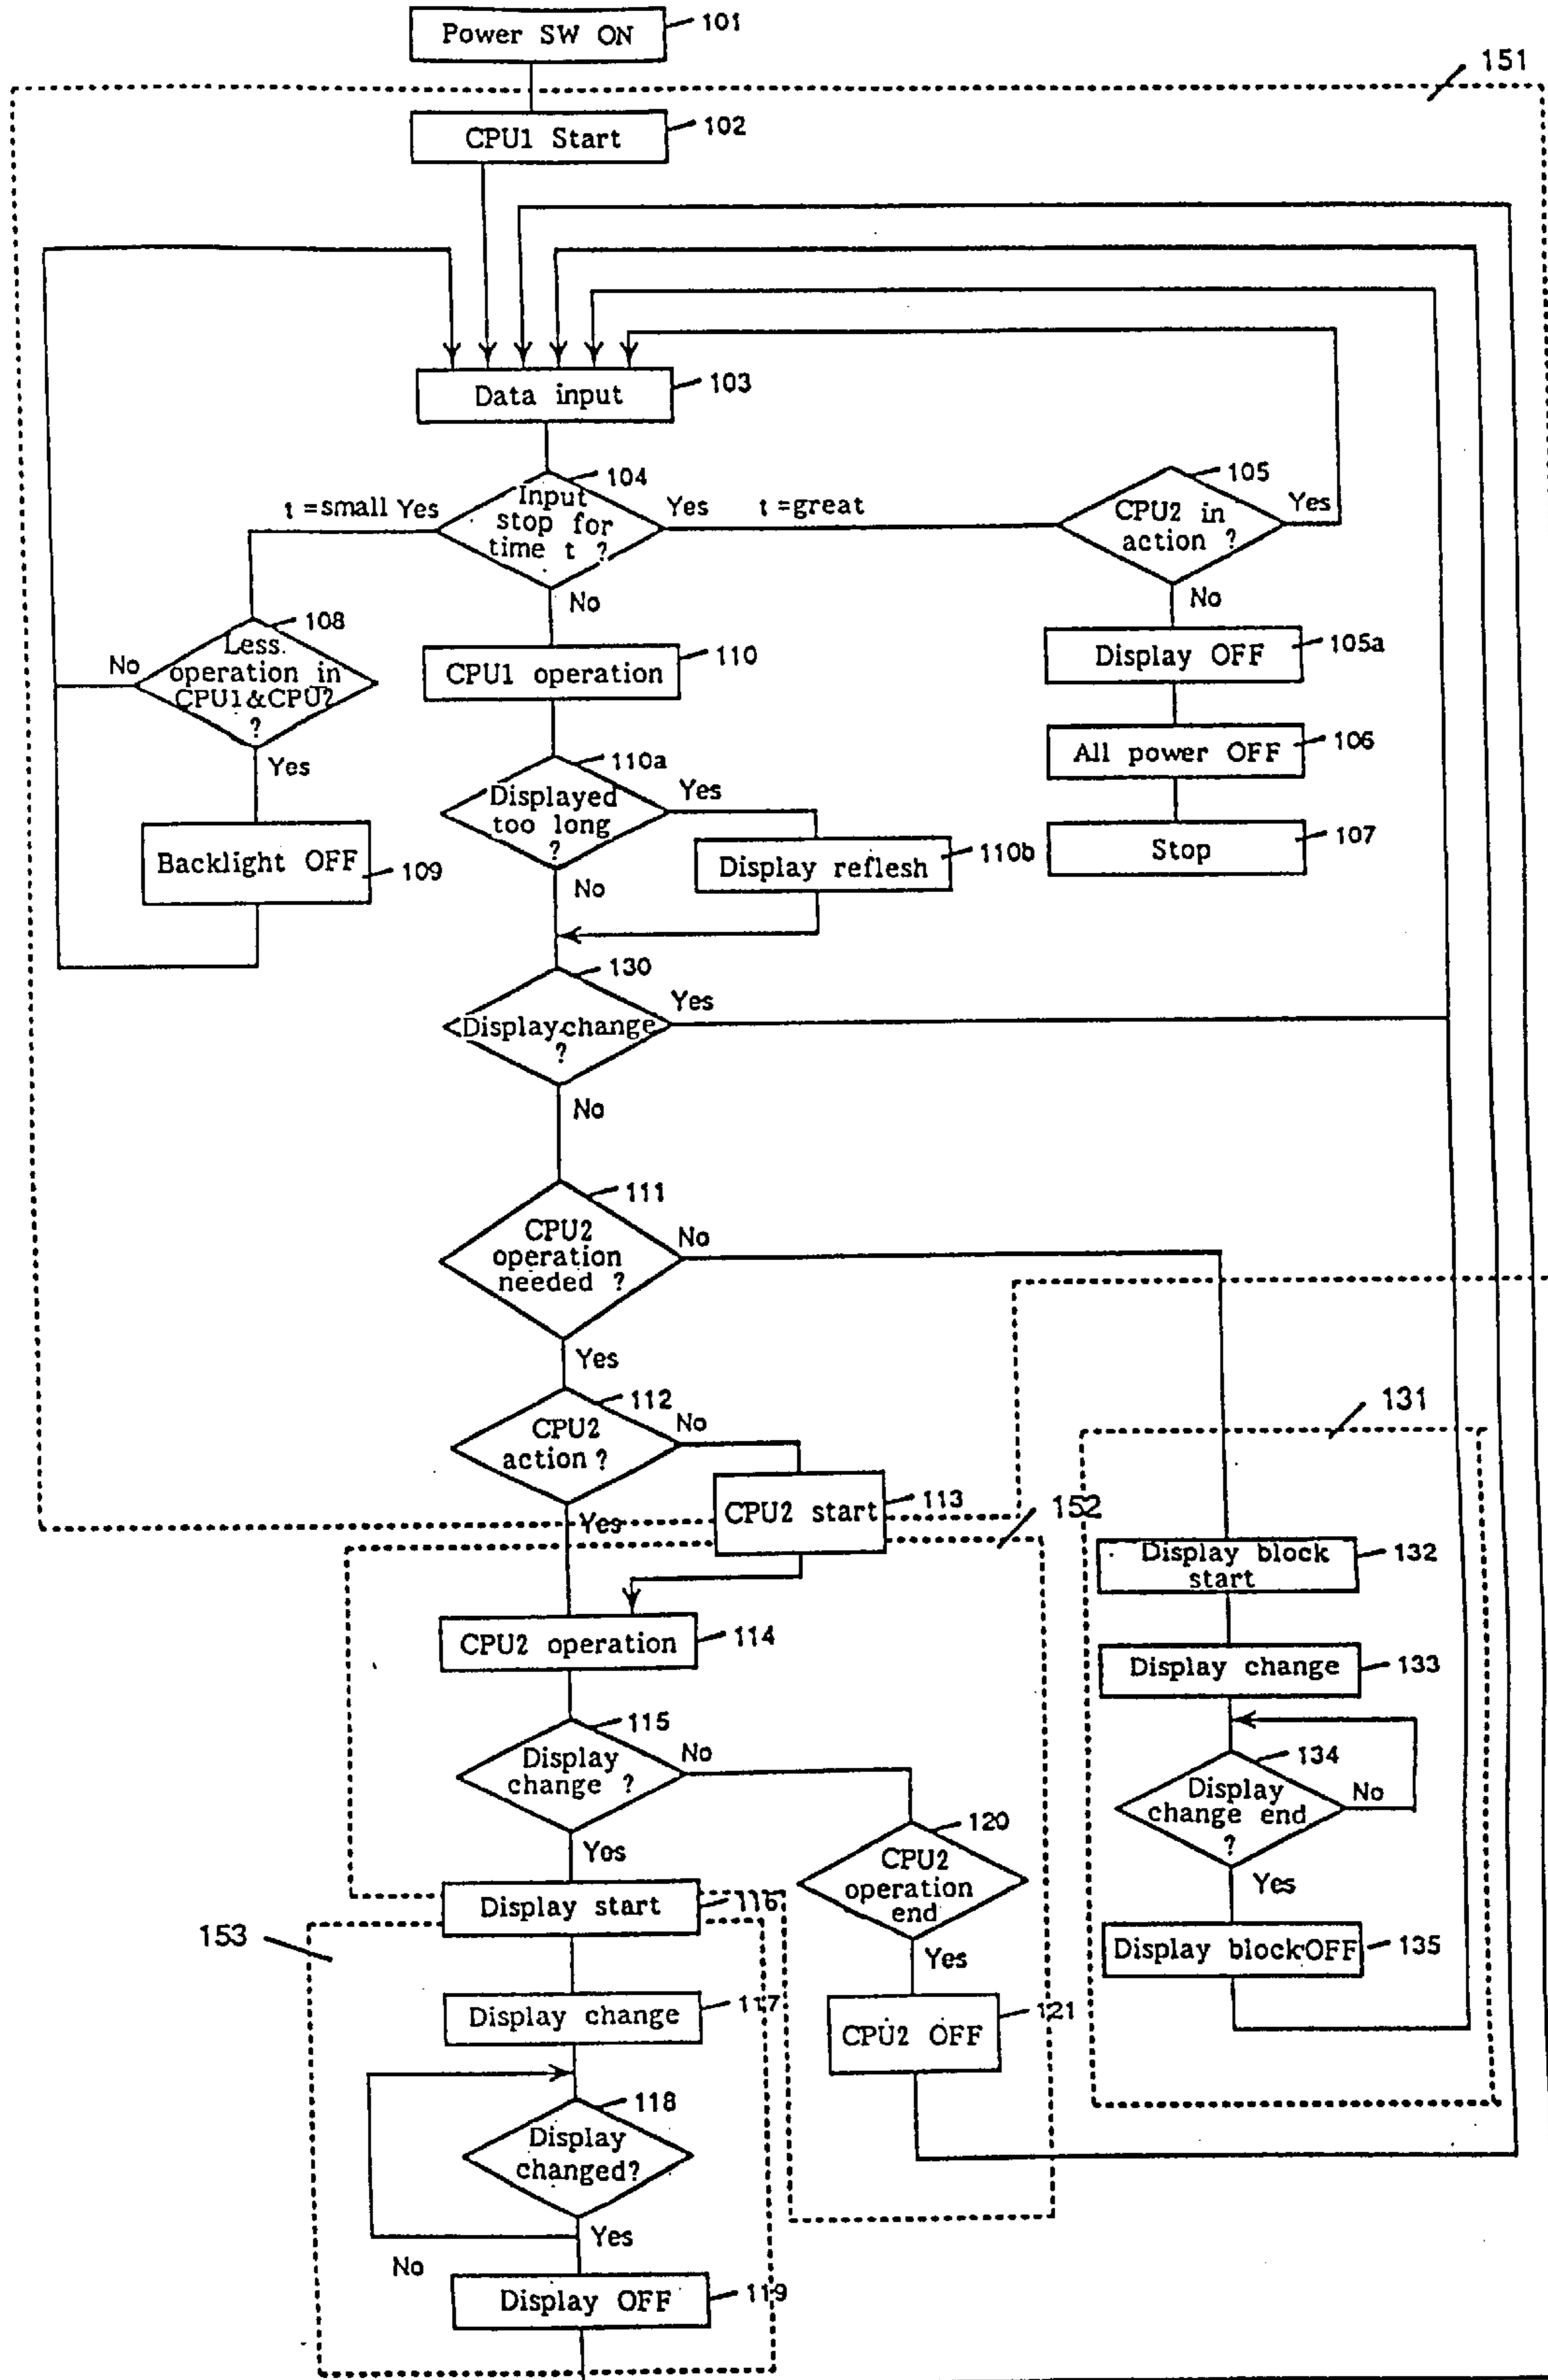 Power SW ON
101
151
CPU1 Start
102
Data input
103
104
Input
stop for
time t ?
t =small Yes
Yes
t =great
No
105
CPU2 in
action ?
Yes
No
108
Less.
operation in
CPU1&CPU2
?
No
Yes
CPU1 operation
110
Display OFF
105a
All power OFF
106
Stop
107
Backlight OFF
109
110a
Displayed
too long
?
Yes
No
Display reflesh
110b
130
Display change
?
Yes
No
111
CPU2
operation
needed ?
No
Yes
112
CPU2
action ?
No
Yes
CPU2 start
113
152
131
CPU2 operation
114
115
Display
change ?
No
Yes
Display start
116
153
Display change
117
118
Display
changed?
Yes
No
Display OFF
119
120
CPU2
operation
end
Yes
CPU2 OFF
121
Display block
start
132
Display change
133
134
Display
change end
?
No
Yes
Display block OFF
135